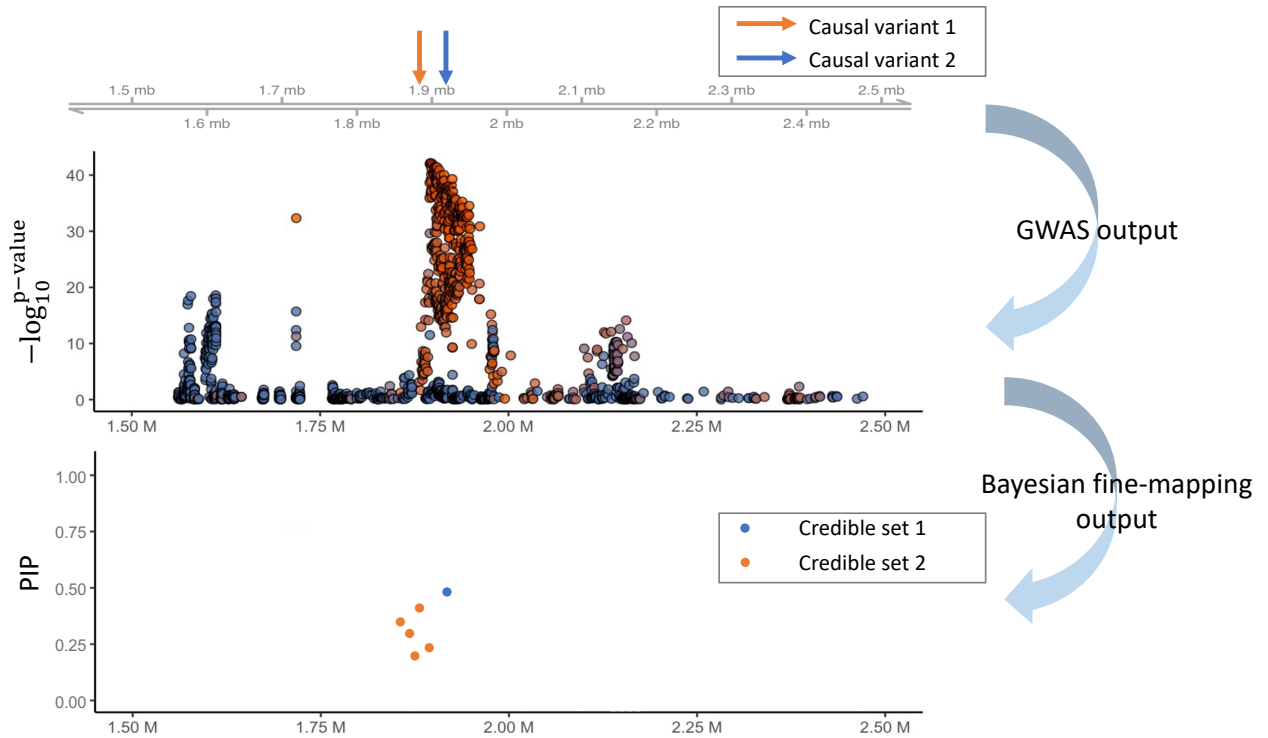 Causal variant 1
Causal variant 2
1.5 mb 1.7 mb 1.9 mb 2.1 mb 2.3 mb 2.5 mb
1.6 mb 1.8 mb 2 mb 2.2 mb 2.4 mb
40
30
20
10
0
−log10^p−value
1.50 M 1.75 M 2.00 M 2.25 M 2.50 M
GWAS output
Bayesian fine-mapping
output
1.00
0.75
0.50
0.25
0.00
PIP
Credible set 1
Credible set 2
1.50 M 1.75 M 2.00 M 2.25 M 2.50 M